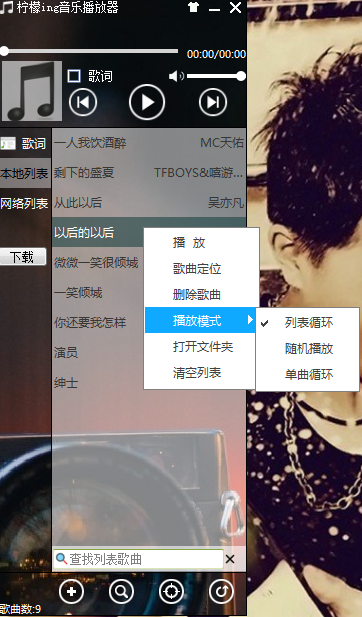 柠檬ing音乐播放器
00:00/00:00
歌词
歌词
本地列表
网络列表
下载
一人我饮酒醉 MC天佑
剩下的盛夏 TFBOYS&嘻游...
从此以后 吴亦凡
以后的以后
微微一笑很倾城
一笑倾城
你还要我怎样
演员
绅士
播 放
歌曲定位
删除歌曲
播放模式
打开文件夹
清空列表
列表循环
随机播放
单曲循环
查找列表歌曲
歌曲数:9